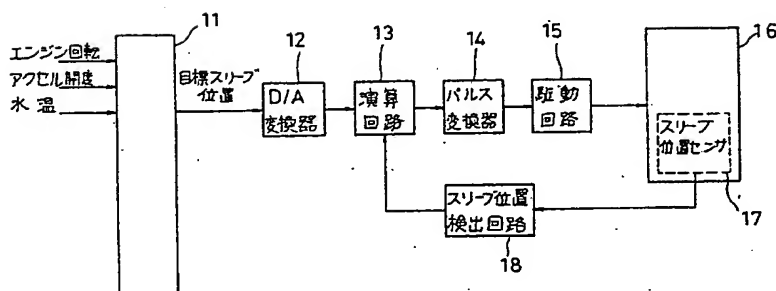 11
エンジン回転
アクセル開度
水温
目標スリーブ
位置
12
D/A
変換器
13
演算
回路
14
パルス
変換器
15
駆動
回路
16
スリーブ
位置センサ
17
スリーブ位置
検出回路
18